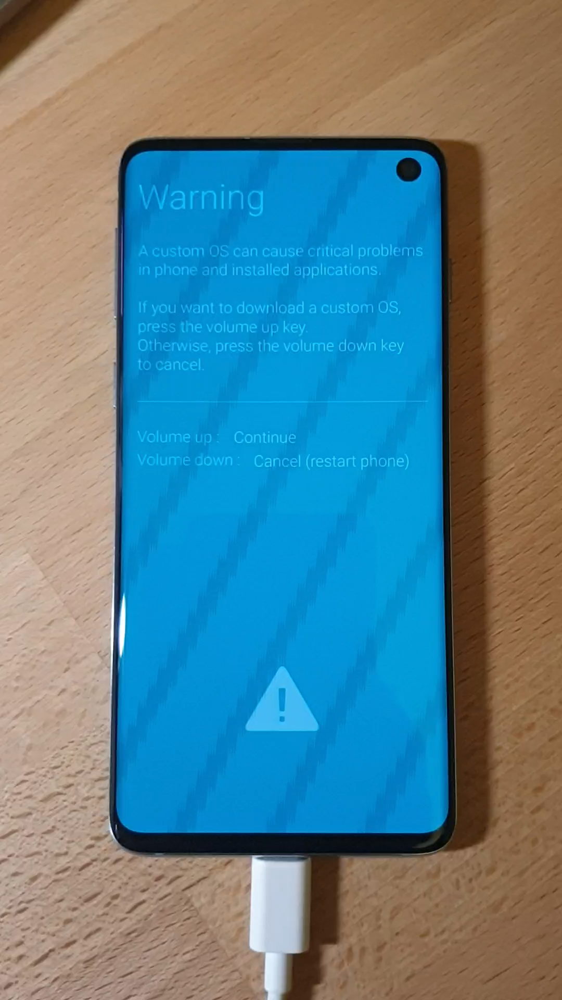 Warning
A custom OS can cause critical problems
in phone and installed applications.
If you want to download a custom OS,
press the volume up key.
Otherwise, press the volume down key
to cancel.
Volume up : Continue
Volume down : Cancel (restart phone)
!